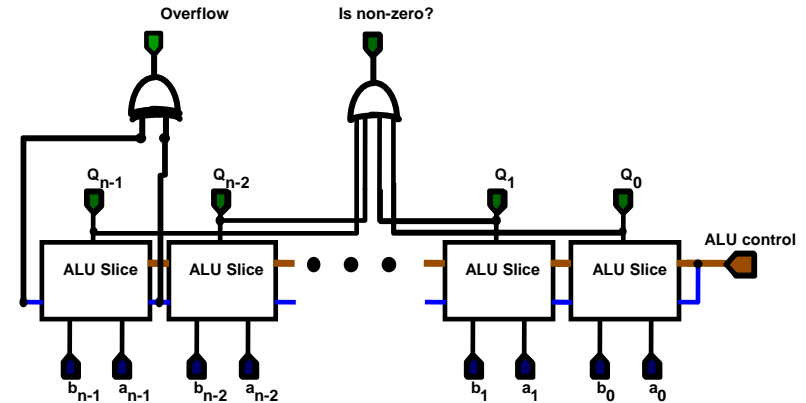 Overflow Is non-zero?
Qn-1 Qn-2 Q1 Q0
ALU control
ALU Slice ALU Slice ALU Slice ALU Slice
bn-1 an-1 bn-2 an-2 b1 a1 b0 a0